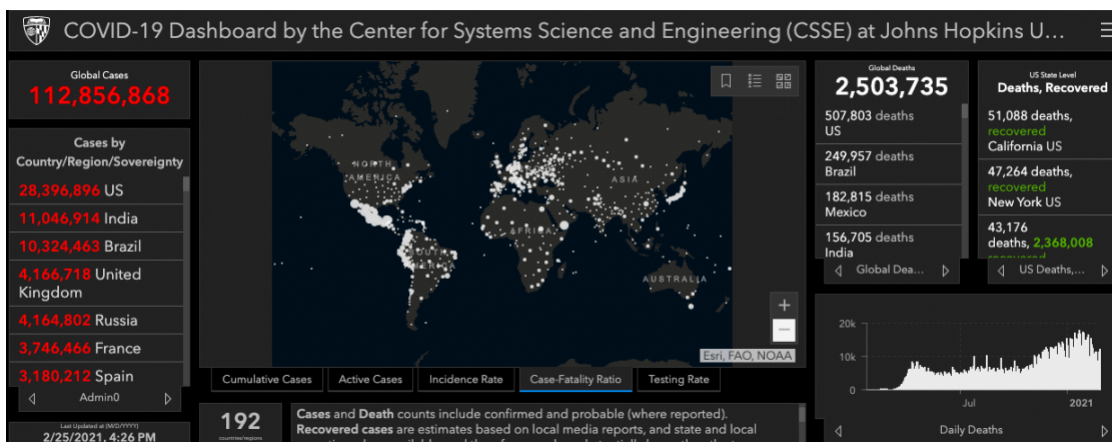 COVID-19 Dashboard by the Center for Systems Science and Engineering (CSSE) at Johns Hopkins U...
Global Cases
112,856,868
Cases by
Country/Region/Sovereignty
28,396,896 US
11,046,914 India
10,324,463 Brazil
4,166,718 United
Kingdom
4,164,802 Russia
3,746,466 France
3,180,212 Spain
Admin0
Last Updated at (M/D/YYYY)
2/25/2021, 4:26 PM
NORTH
AMERICA
ASIA
AFRICA
SOUTH
AMERICA
AUSTRALIA
Esri, FAO, NOAA
Cumulative Cases
Active Cases
Incidence Rate
Case-Fatality Ratio
Testing Rate
192
countries/regions
Cases and Death counts include confirmed and probable (where reported).
Recovered cases are estimates based on local media reports, and state and local
Global Deaths
2,503,735
507,803 deaths
US
249,957 deaths
Brazil
182,815 deaths
Mexico
156,705 deaths
India
Global Dea...
US State Level
Deaths, Recovered
51,088 deaths,
recovered
California US
47,264 deaths,
recovered
New York US
43,176
deaths, 2,368,008
recovered
US Deaths,...
20k
10k
0
Jul
2021
Daily Deaths